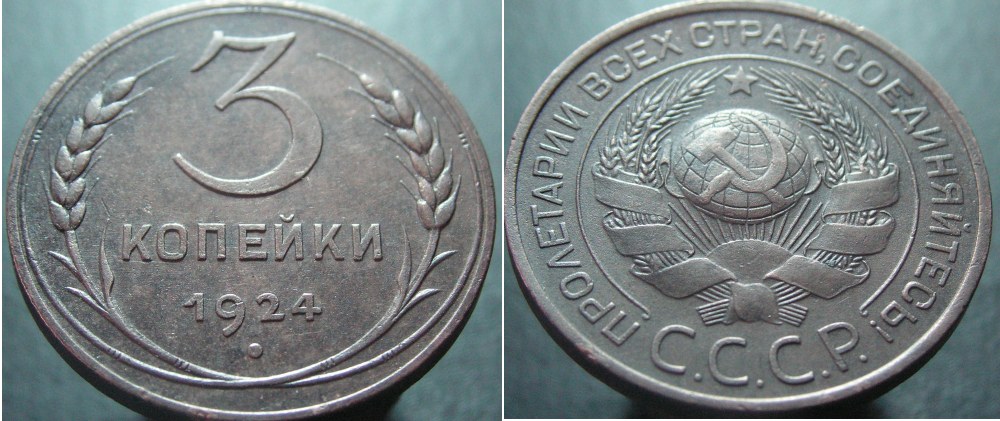 3
КОПЕЙКИ
1924
ПРОЛЕТАРИИ ВСЕХ СТРАН, СОЕДИНЯЙТЕСЬ!
С.С.С.Р.